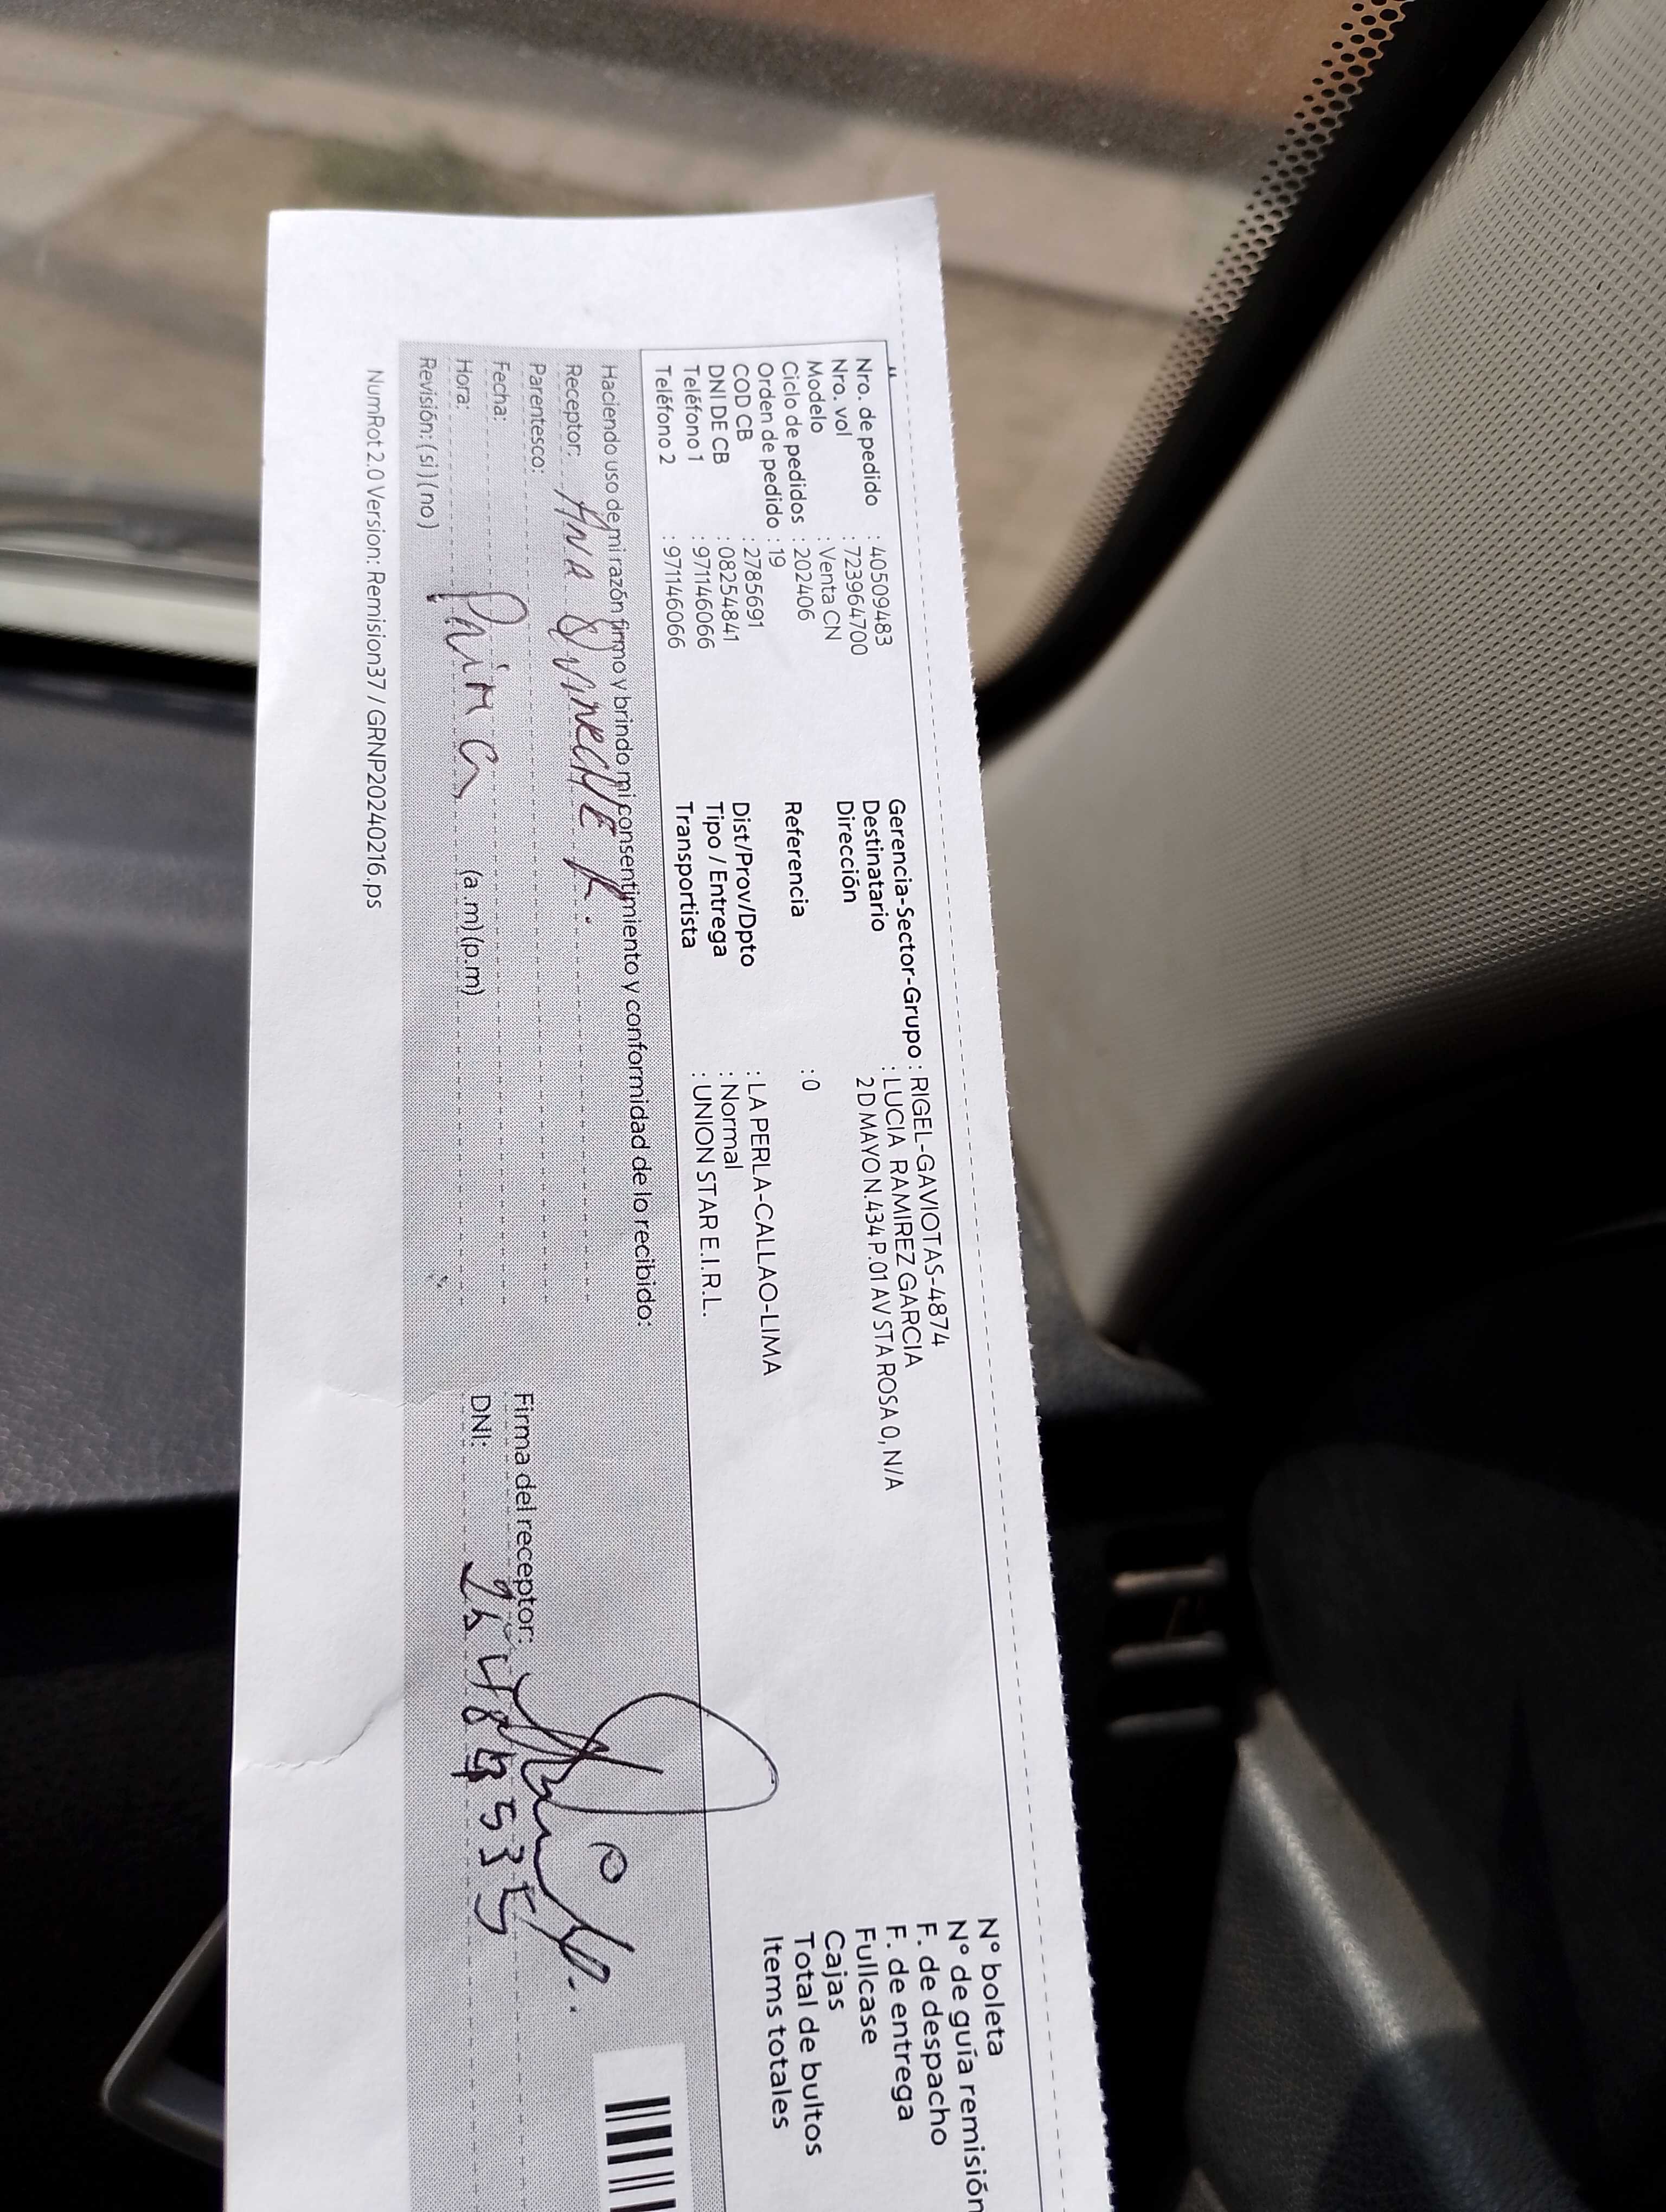 Nro. de pedido : 40509483
Nro. vol : 723964700
Modelo : Venta CN
Ciclo de pedidos : 202406
Orden de pedido : 19
COD CB : 2785691
DNI DE CB : 08254841
Teléfono 1 : 971146066
Teléfono 2 : 971146066
Gerencia-Sector-Grupo : RIGEL-GAVIOTAS-4874
Destinatario : LUCIA RAMIREZ GARCIA
Dirección 2 D MAYO N.434 P.01 AV STA ROSA 0, N/A
Referencia : 0
Dist/Prov/Dpto : LA PERLA-CALLAO-LIMA
Tipo / Entrega : Normal
Transportista : UNION STAR E.I.R.L.
N° boleta
N° de guía remisión
F. de despacho
F. de entrega
Fullcase
Cajas
Total de bultos
Items totales
Haciendo uso de mi razón firmo y brindo mi consentimiento y conformidad de lo recibido:
Receptor: Ana
Parentesco:
Fecha:
Hora: (a.m) (p.m)
Revisión: (si) (no)
Firma del receptor:
DNI:
NumRot 2.0 Version: Remision37 / GRNP20240216.ps